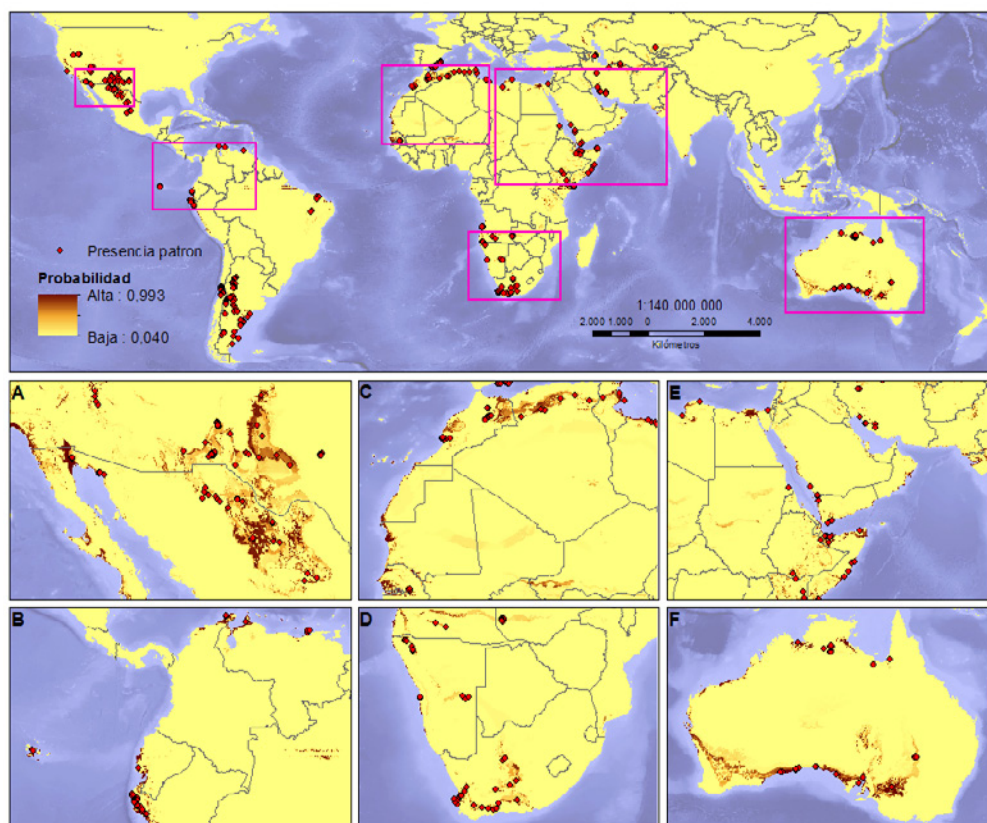 Presencia patron
Probabilidad
Alta : 0,993
Baja : 0,040
1:140.000.000
2.000 1.000 0 2.000 4.000
Kilómetros
A
C
E
B
D
F